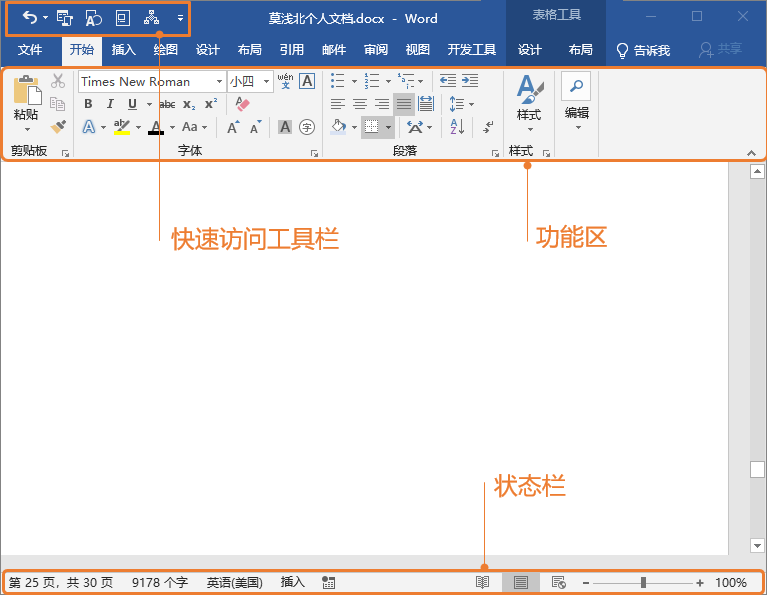 莫浅北个人文档.docx - Word
表格工具
文件 开始 插入 绘图 设计 布局 引用 邮件 审阅 视图 开发工具 设计 布局 告诉我 共享
Times New Roman 小四 wén 文 A
粘贴 B I U abc X₂ X² 样式 编辑
A ab A Aa A A A 字 A Z
剪贴板 字体 段落 样式
快速访问工具栏
功能区
状态栏
第 25 页，共 30 页 9178 个字 英语(美国) 插入 100%